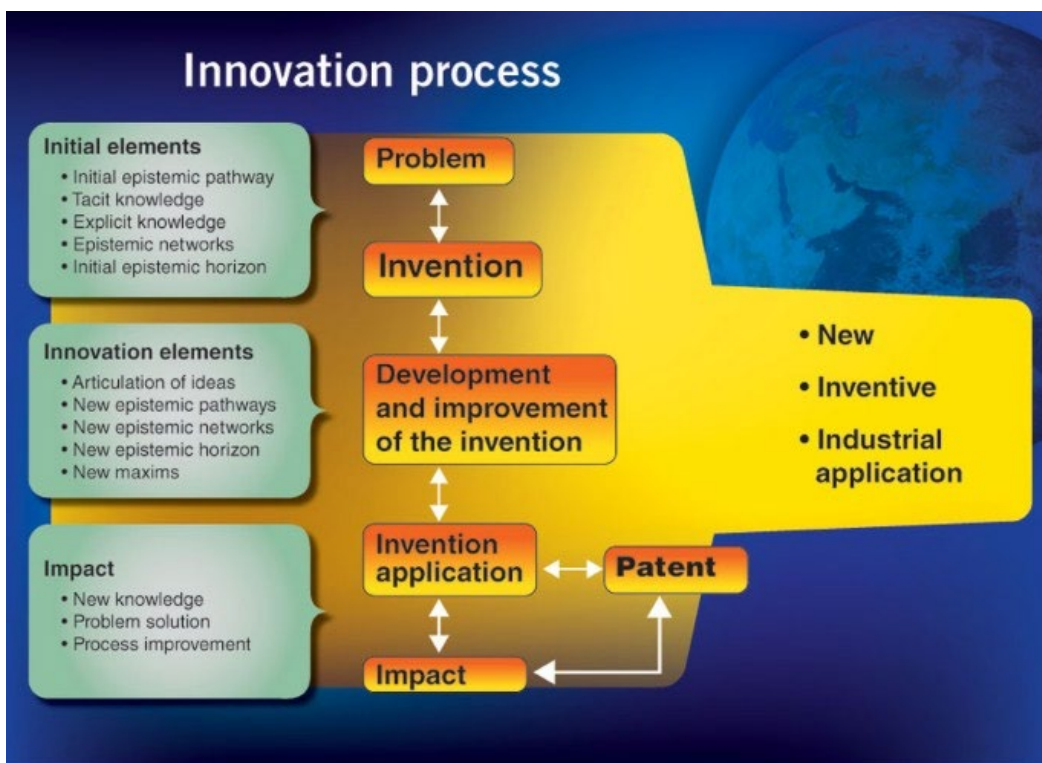 Innovation process
Initial elements
• Initial epistemic pathway
• Tacit knowledge
• Explicit knowledge
• Epistemic networks
• Initial epistemic horizon
Innovation elements
• Articulation of ideas
• New epistemic pathways
• New epistemic networks
• New epistemic horizon
• New maxims
Impact
• New knowledge
• Problem solution
• Process improvement
Problem
Invention
Development
and improvement
of the invention
Invention
application
Patent
Impact
• New
• Inventive
• Industrial
application